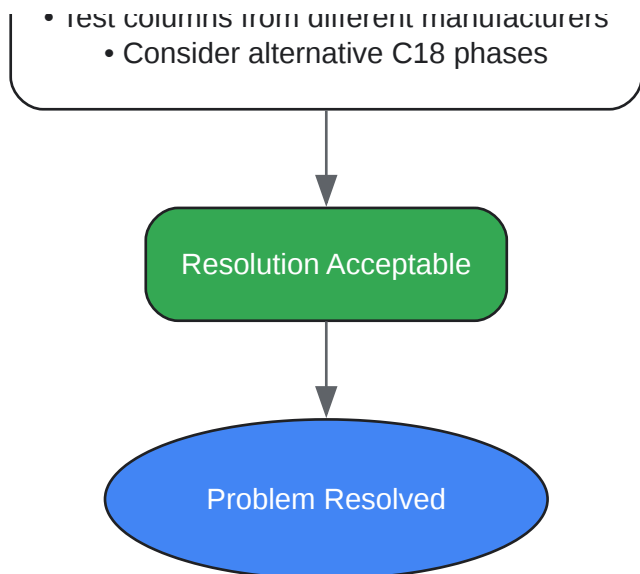 • Test columns from different manufacturers
• Consider alternative C18 phases
Resolution Acceptable
Problem Resolved